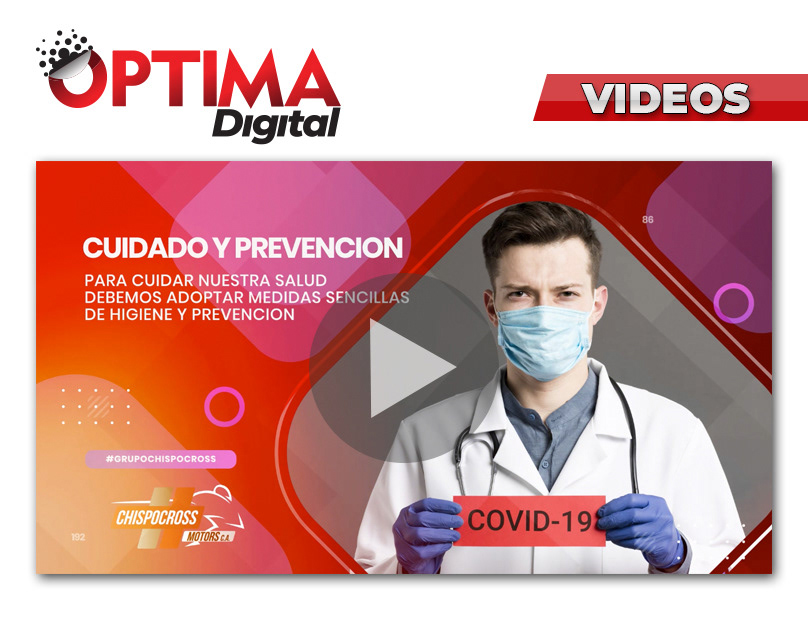 OPTIMA
Digital
VIDEOS
86
CUIDADO Y PREVENCION
PARA CUIDAR NUESTRA SALUD
DEBEMOS ADOPTAR MEDIDAS SENCILLAS
DE HIGIENE Y PREVENCION
#GRUPOCHISPOCROSS
CHISPOCROSS
MOTORS C.A.
192
COVID-19